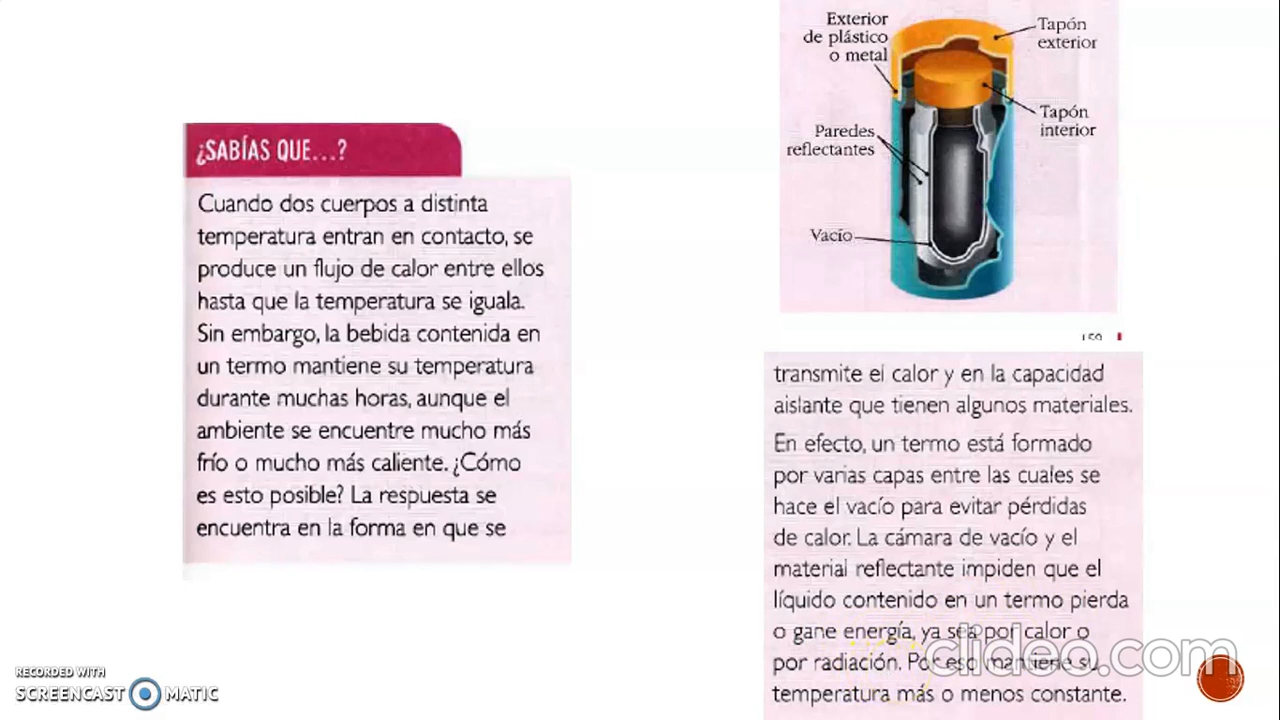 ¿SABÍAS QUE...?
Cuando dos cuerpos a distinta
temperatura entran en contacto, se
produce un flujo de calor entre ellos
hasta que la temperatura se iguala.
Sin embargo, la bebida contenida en
un termo mantiene su temperatura
durante muchas horas, aunque el
ambiente se encuentre mucho más
frío o mucho más caliente. ¿Cómo
es esto posible? La respuesta se
encuentra en la forma en que se
Exterior
de plástico
o metal
Tapón
exterior
Tapón
interior
Paredes
reflectantes
Vacío
transmite el calor y en la capacidad
aislante que tienen algunos materiales.
En efecto, un termo está formado
por varias capas entre las cuales se
hace el vacío para evitar pérdidas
de calor. La cámara de vacío y el
material reflectante impiden que el
líquido contenido en un termo pierda
o gane energía, ya sea por calor o
por radiación. Por eso mantiene su
temperatura más o menos constante.
clideo.com
RECORDED WITH
SCREENCAST MATIC